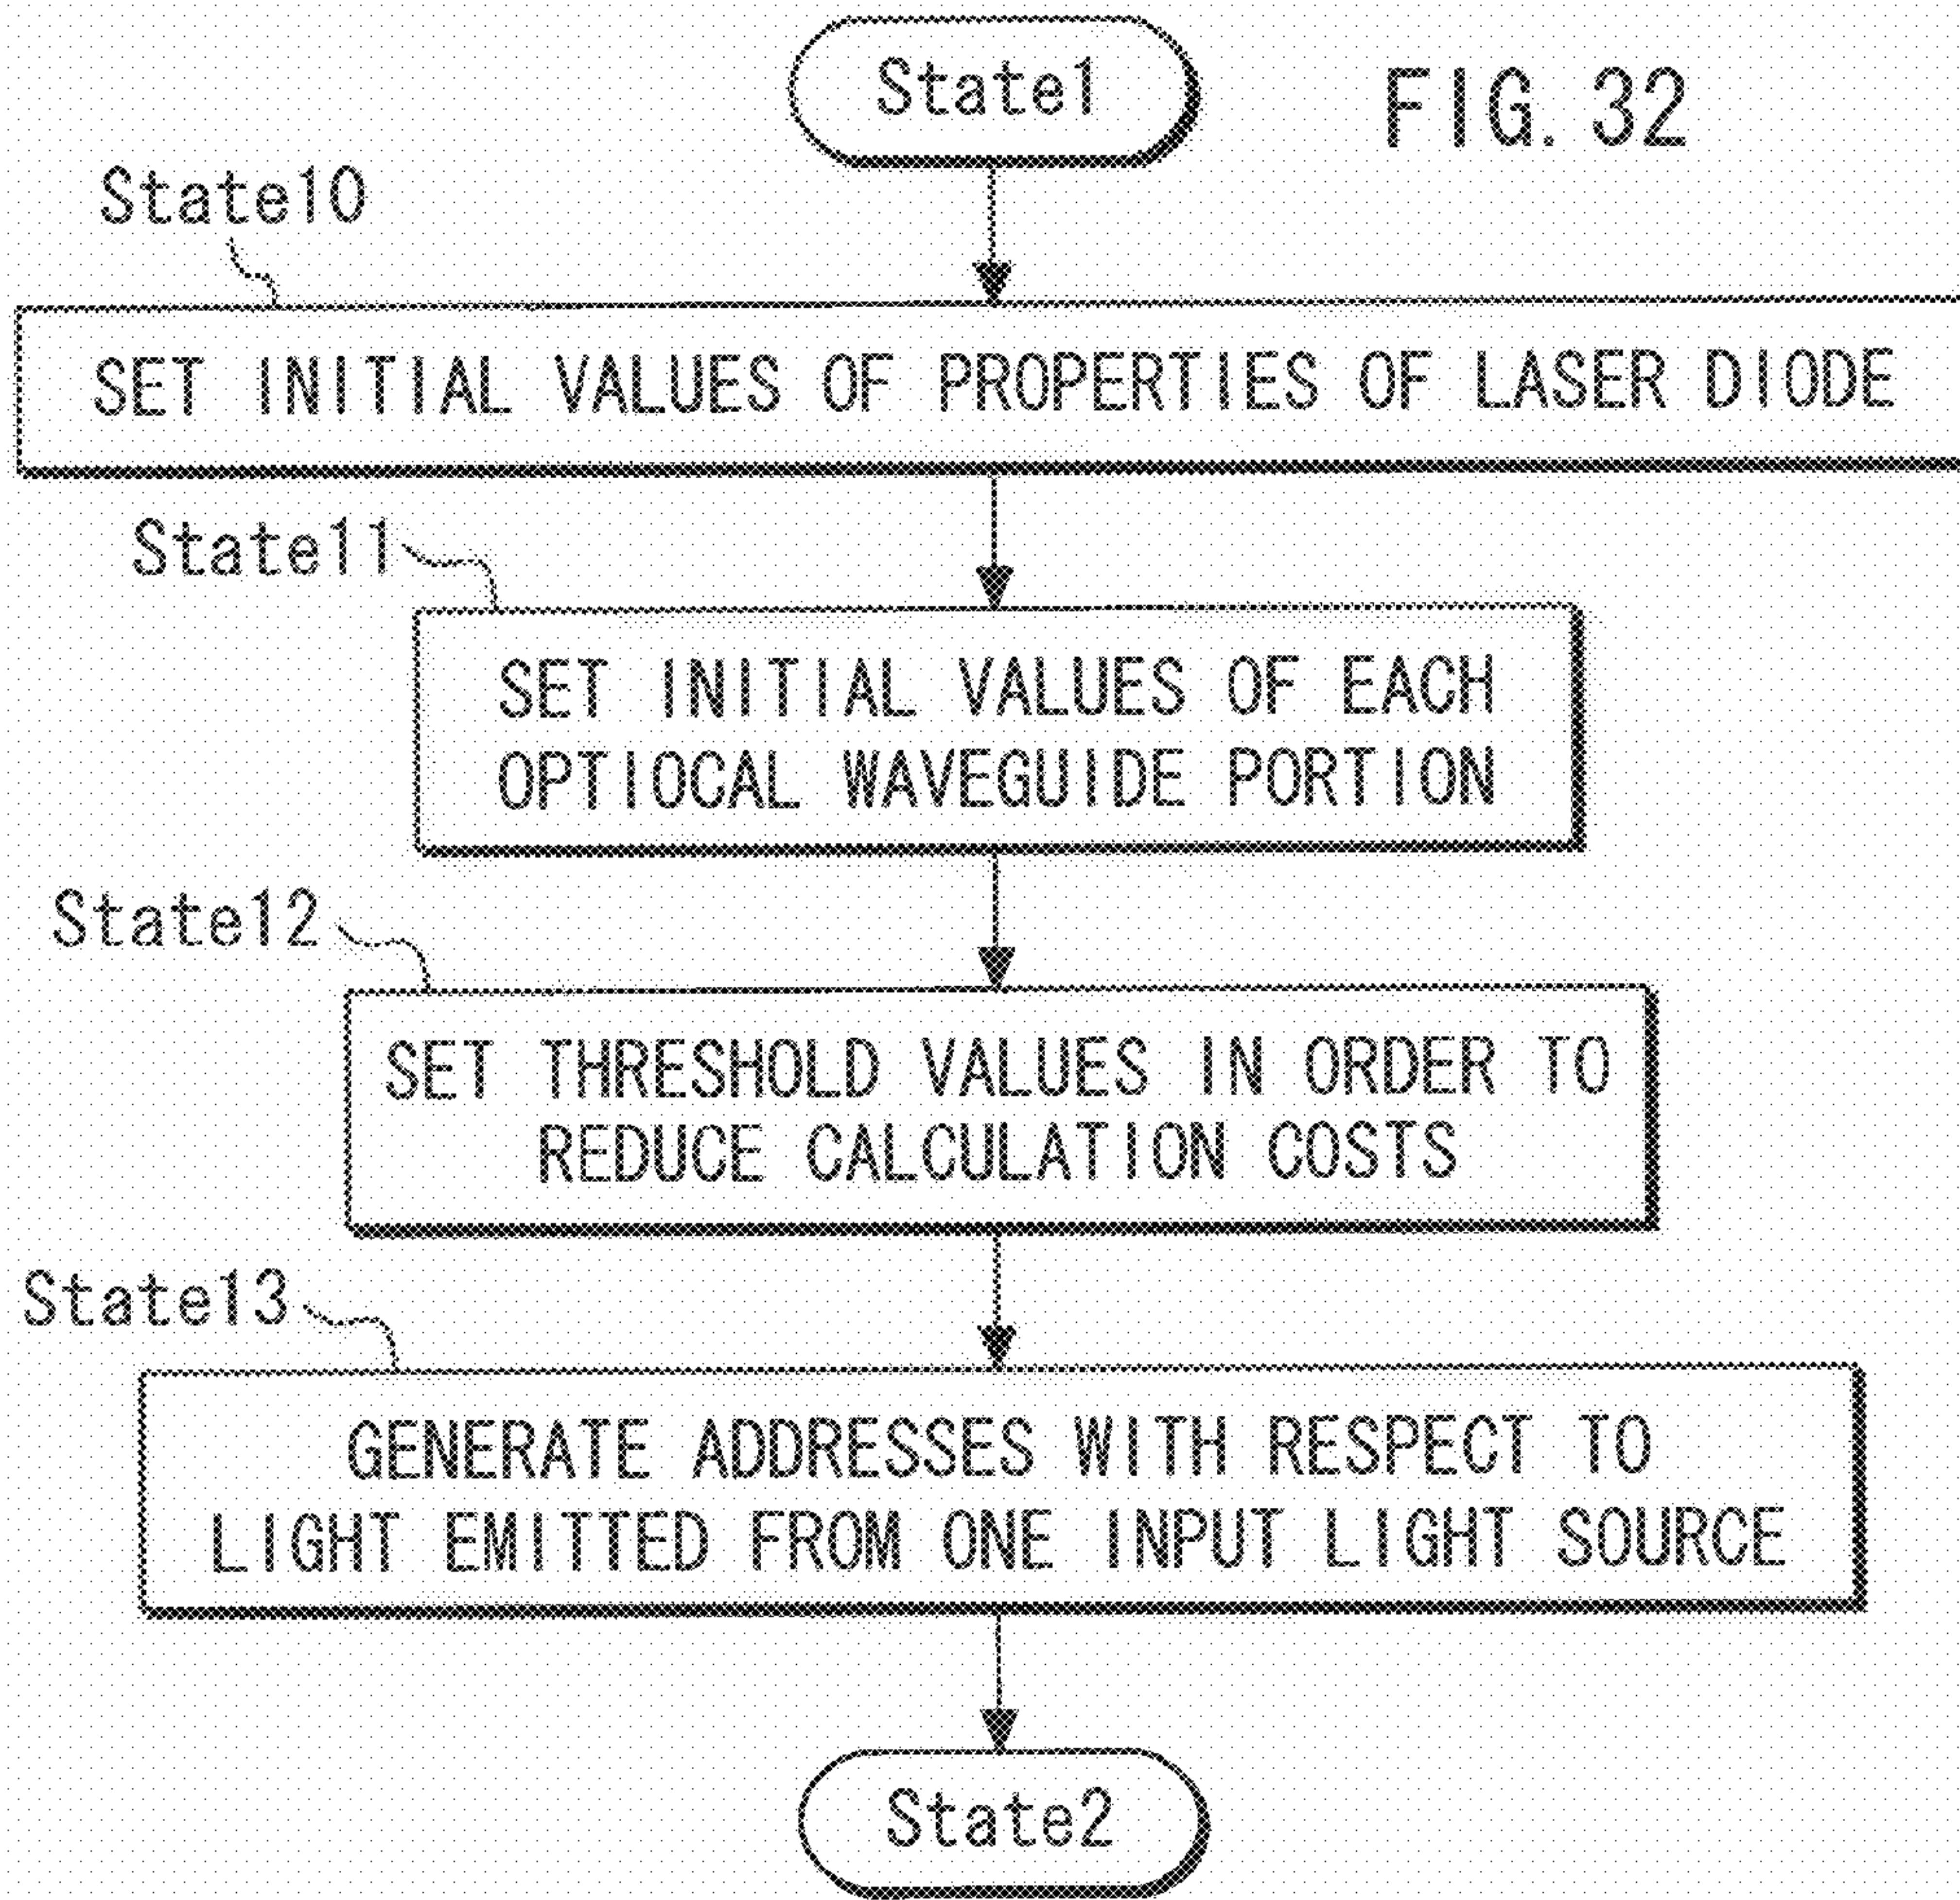 State1
FIG. 32
State10
SET INITIAL VALUES OF PROPERTIES OF LASER DIODE
State11
SET INITIAL VALUES OF EACH
OPTIOCAL WAVEGUIDE PORTION
State12
SET THRESHOLD VALUES IN ORDER TO
REDUCE CALCULATION COSTS
State13
GENERATE ADDRESSES WITH RESPECT TO
LIGHT EMITTED FROM ONE INPUT LIGHT SOURCE
State2